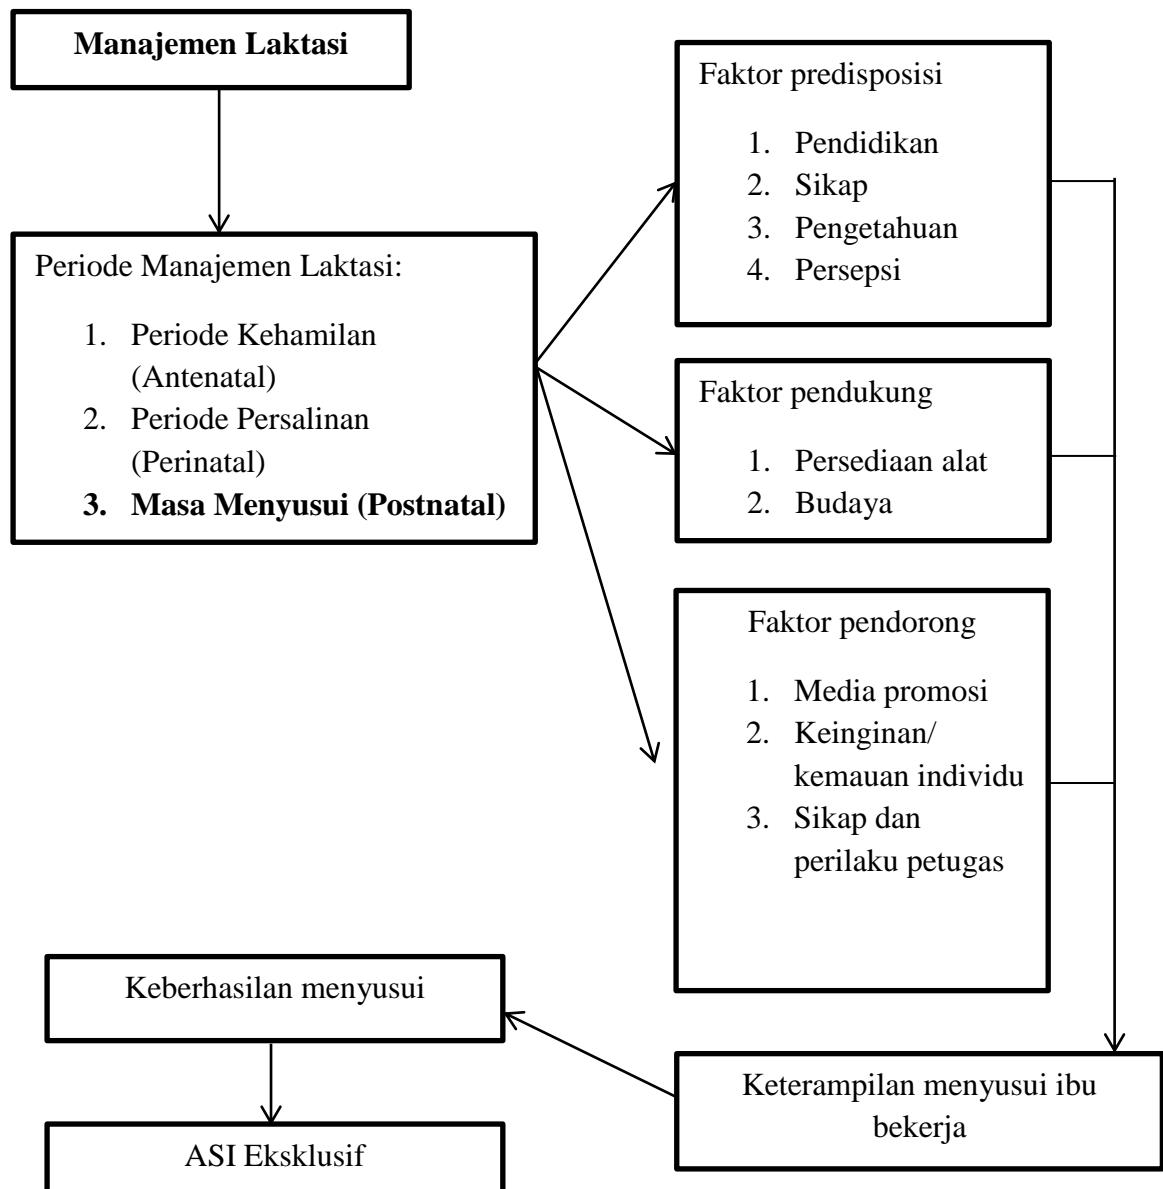 Manajemen Laktasi
Periode Manajemen Laktasi:
1. Periode Kehamilan
(Antenatal)
2. Periode Persalinan
(Perinatal)
3. Masa Menyusui (Postnatal)
Faktor predisposisi
1. Pendidikan
2. Sikap
3. Pengetahuan
4. Persepsi
Faktor pendukung
1. Persediaan alat
2. Budaya
Faktor pendorong
1. Media promosi
2. Keinginan/
kemauan individu
3. Sikap dan
perilaku petugas
Keterampilan menyusui ibu
bekerja
Keberhasilan menyusui
ASI Eksklusif